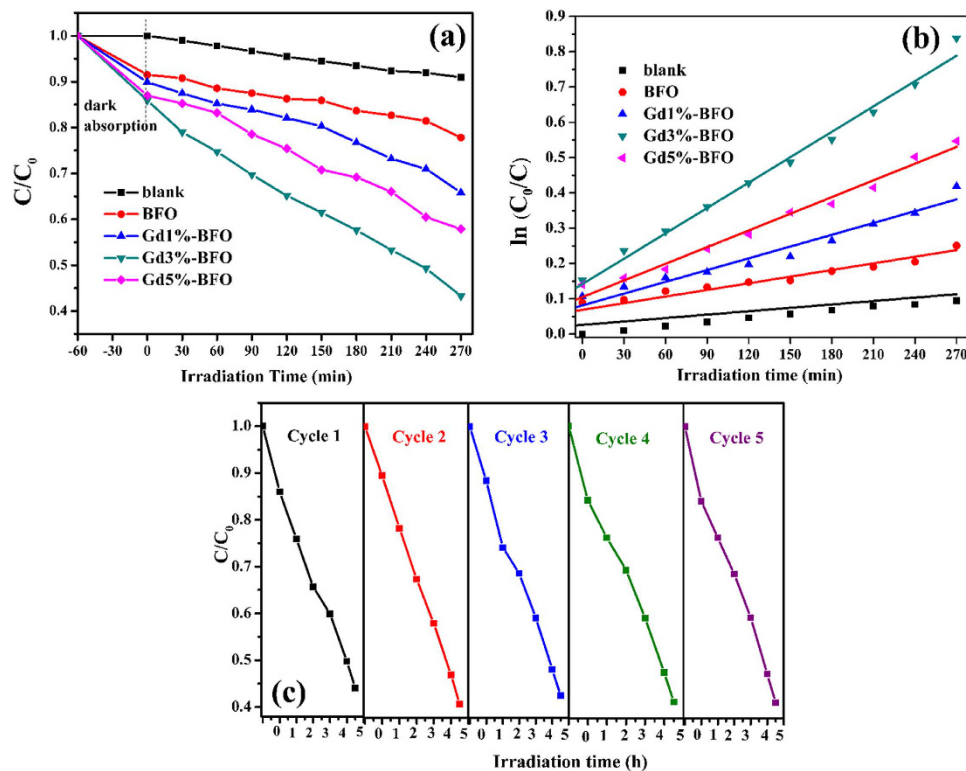 (a)
1.0
0.9
0.8
0.7
0.6
0.5
0.4
C/C₀
dark
absorption
blank
BFO
Gd1%-BFO
Gd3%-BFO
Gd5%-BFO
-60 -30 0 30 60 90 120 150 180 210 240 270
Irradiation Time (min)
(b)
0.9
0.8
0.7
0.6
0.5
0.4
0.3
0.2
0.1
0.0
ln (C₀/C)
blank
BFO
Gd1%-BFO
Gd3%-BFO
Gd5%-BFO
0 30 60 90 120 150 180 210 240 270
Irradiation time (min)
Cycle 1 Cycle 2 Cycle 3 Cycle 4 Cycle 5
1.0
0.9
0.8
0.7
0.6
0.5
0.4
C/C₀
(c)
0 1 2 3 4 5 0 1 2 3 4 5 0 1 2 3 4 5 0 1 2 3 4 5 0 1 2 3 4 5
Irradiation time (h)